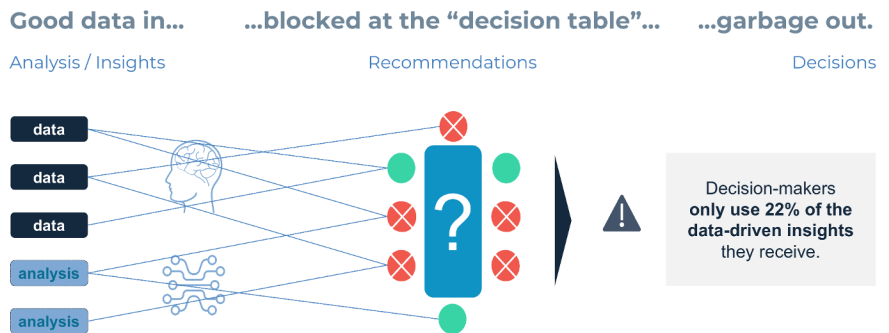 Good data in...
...blocked at the “decision table”...
...garbage out.
Analysis / Insights
Recommendations
Decisions
data
data
data
analysis
analysis
?
Decision-makers
only use 22% of the
data-driven insights
they receive.